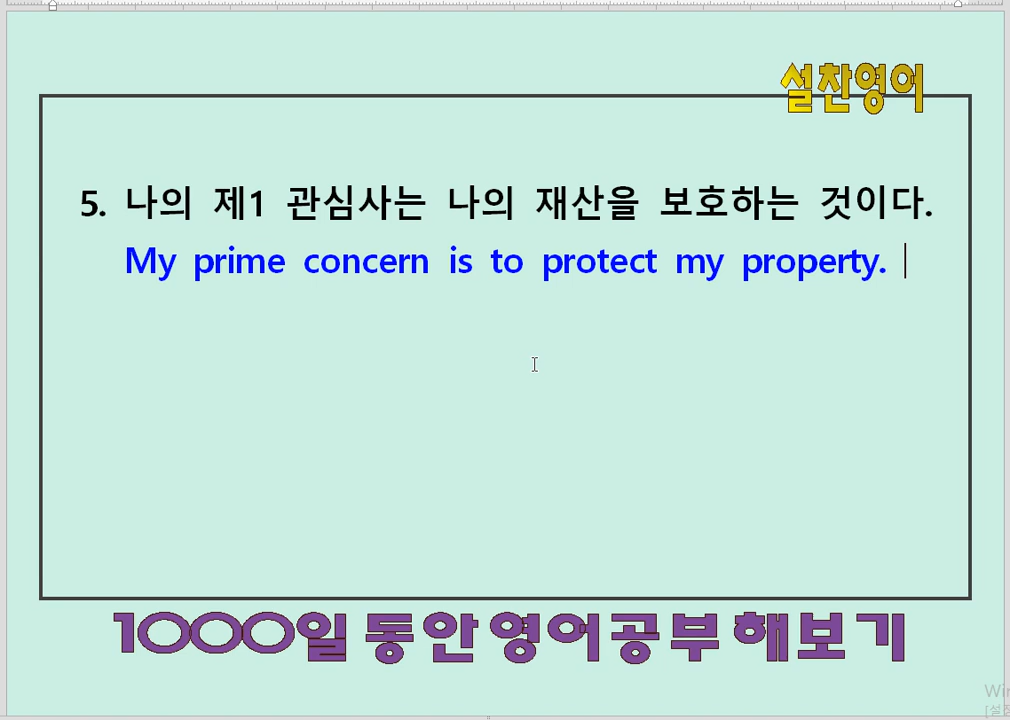 설찬영어
5. 나의 제1 관심사는 나의 재산을 보호하는 것이다.
My prime concern is to protect my property.
1000일 동안 영어공부 해보기